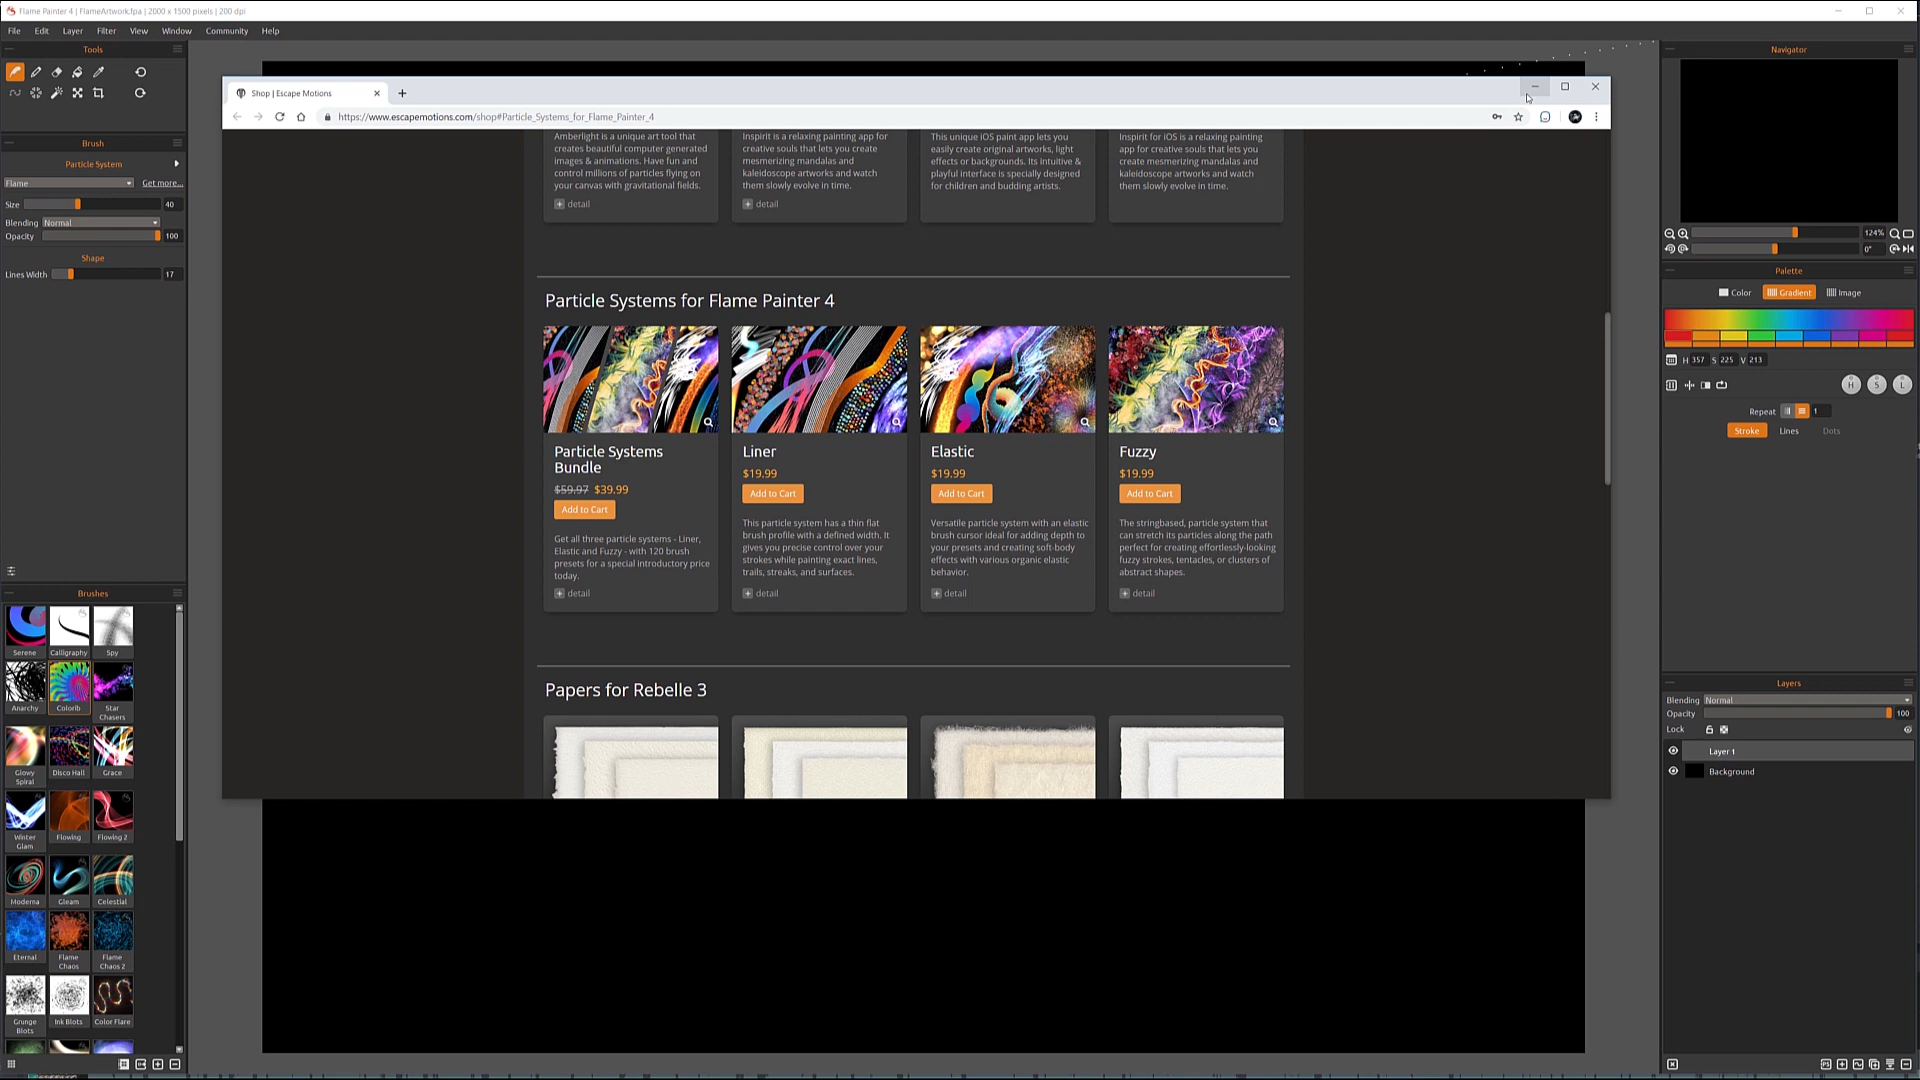 Flame Painter 4 | FlameArtwork.fpa | 2000 x 1500 pixels | 200 dpi
File Edit Layer Filter View Window Community Help
Tools
Brush
Particle System
Flame Get more...
Size 40
Blending Normal
Opacity 100
Shape
Lines Width 17
Brushes
Serene Calligraphy Spy
Anarchy Colorib Star Chasers
Glowy Spiral Disco Hall Grace
Winter Glam Flowing Flowing 2
Moderna Gleam Celestial
Eternal Flame Chaos Flame Chaos 2
Grunge Blots Ink Blots Color Flare
Shop | Escape Motions
https://www.escapemotions.com/shop#Particle_Systems_for_Flame_Painter_4
Amberlight is a unique art tool that
creates beautiful computer generated
images & animations. Have fun and
control millions of particles flying on
your canvas with gravitational fields.
detail
Inspirit is a relaxing painting app for
creative souls that lets you create
mesmerizing mandalas and
kaleidoscope artworks and watch
them slowly evolve in time.
detail
This unique iOS paint app lets you
easily create original artworks, light
effects or backgrounds. Its intuitive &
playful interface is specially designed
for children and budding artists.
Inspirit for iOS is a relaxing painting
app for creative souls that lets you
create mesmerizing mandalas and
kaleidoscope artworks and watch
them slowly evolve in time.
Particle Systems for Flame Painter 4
Particle Systems
Bundle
$59.97 $39.99
Add to Cart
Get all three particle systems - Liner,
Elastic and Fuzzy - with 120 brush
presets for a special introductory price
today.
detail
Liner
$19.99
Add to Cart
This particle system has a thin flat
brush profile with a defined width. It
gives you precise control over your
strokes while painting exact lines,
trails, streaks, and surfaces.
detail
Elastic
$19.99
Add to Cart
Versatile particle system with an elastic
brush cursor ideal for adding depth to
your presets and creating soft-body
effects with various organic elastic
behavior.
detail
Fuzzy
$19.99
Add to Cart
The stringbased, particle system that
can stretch its particles along the path
perfect for creating effortlessly-looking
fuzzy strokes, tentacles, or clusters of
abstract shapes.
detail
Papers for Rebelle 3
Navigator
124%
0°
Palette
Color Gradient Image
H 357 S 225 V 213
H S L
Repeat 1
Stroke Lines Dots
Layers
Blending Normal
Opacity 100
Lock
Layer 1
Background